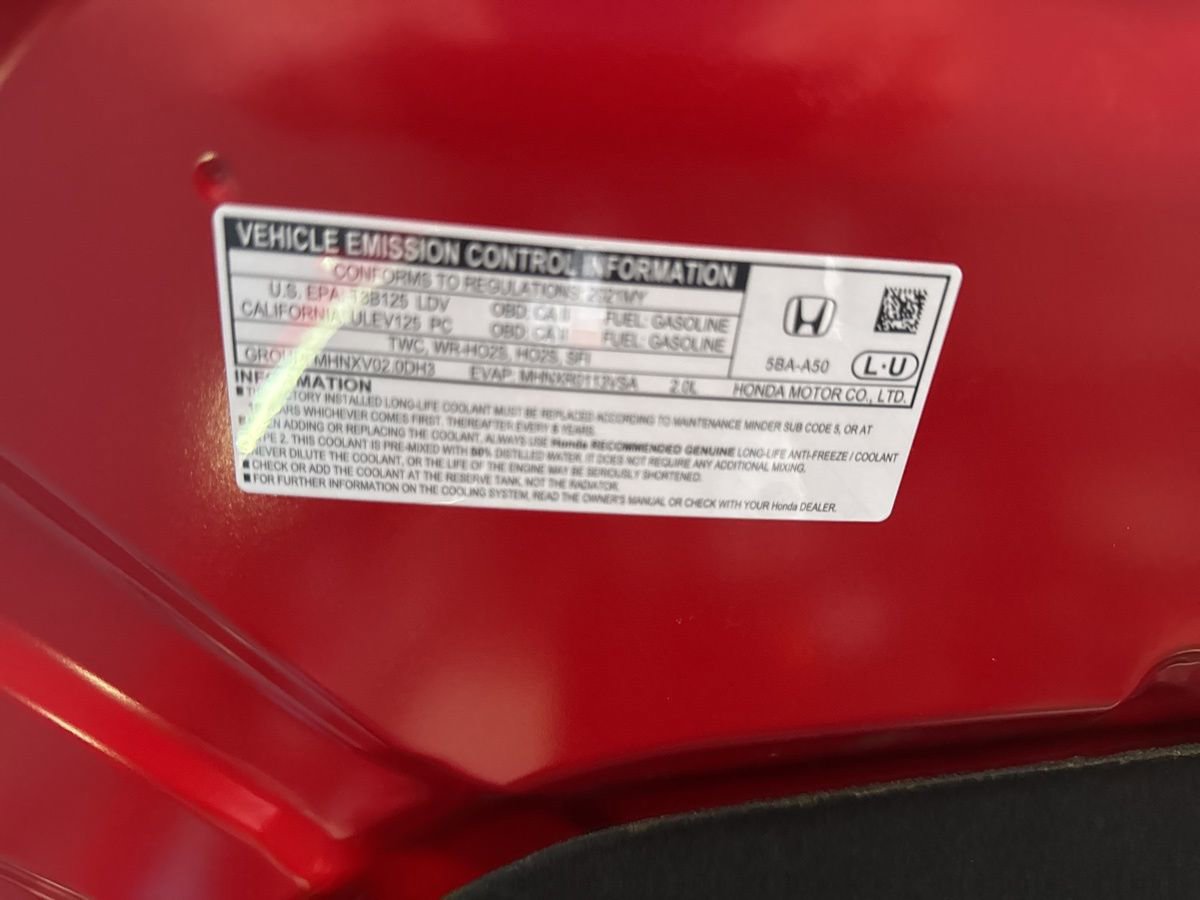 VEHICLE EMISSION CONTROL INFORMATION
CONFORMS TO REGULATIONS: 2021MY
U.S. EPA: T3B125 LDV OBD: CA II FUEL: GASOLINE
CALIFORNIA: ULEV125 PC OBD: CA II FUEL: GASOLINE
TWC, WR-HO2S, HO2S, SFI
GROUP: MHNXV02.0DH3 EVAP: 2.0L HONDA MOTOR CO., LTD.
5BA-A50 L·U
INFORMATION
■ THE FACTORY INSTALLED LONG-LIFE COOLANT MUST BE REPLACED ACCORDING TO MAINTENANCE MINDER SUB CODE 5, OR AT
10 YEARS WHICHEVER COMES FIRST. THEREAFTER EVERY 5 YEARS.
■ WHEN ADDING OR REPLACING THE COOLANT, ALWAYS USE Honda RECOMMENDED GENUINE LONG-LIFE ANTI-FREEZE / COOLANT
TYPE 2. THIS COOLANT IS PRE-MIXED WITH 50% DISTILLED WATER. IT DOES NOT REQUIRE ANY ADDITIONAL MIXING.
NEVER DILUTE THE COOLANT, OR THE LIFE OF THE ENGINE MAY BE SERIOUSLY SHORTENED.
■ CHECK OR ADD THE COOLANT AT THE RESERVE TANK, NOT THE RADIATOR.
■ FOR FURTHER INFORMATION ON THE COOLING SYSTEM, READ THE OWNER'S MANUAL OR CHECK WITH YOUR Honda DEALER.